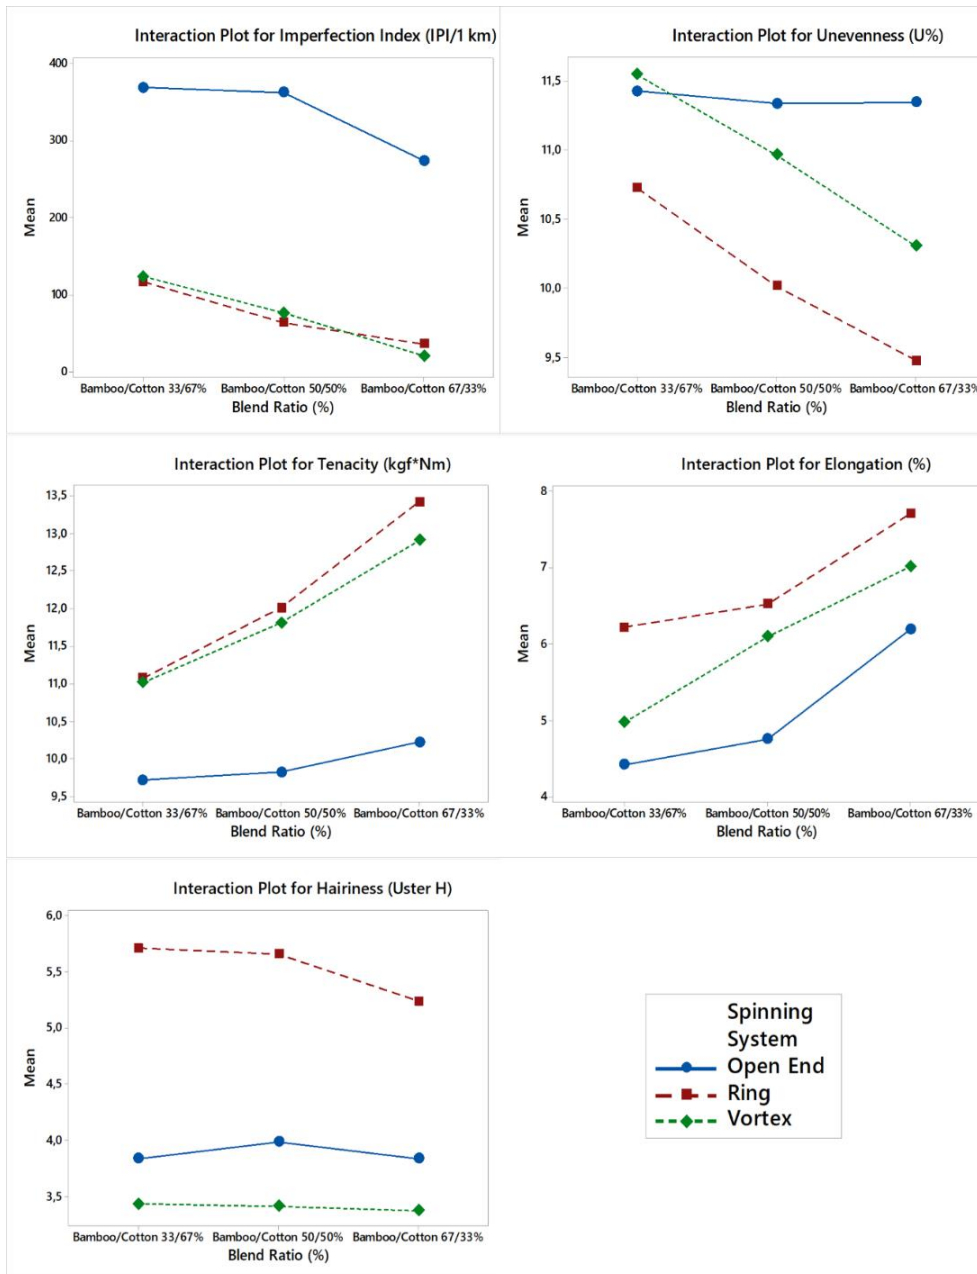 Interaction Plot for Imperfection Index (IPI/1 km)
400
300
200
100
0
Mean
Bamboo/Cotton 33/67% Bamboo/Cotton 50/50% Bamboo/Cotton 67/33%
Blend Ratio (%)
Interaction Plot for Unevenness (U%)
11,5
11,0
10,5
10,0
9,5
Mean
Bamboo/Cotton 33/67% Bamboo/Cotton 50/50% Bamboo/Cotton 67/33%
Blend Ratio (%)
Interaction Plot for Tenacity (kgf*Nm)
13,5
13,0
12,5
12,0
11,5
11,0
10,5
10,0
9,5
Mean
Bamboo/Cotton 33/67% Bamboo/Cotton 50/50% Bamboo/Cotton 67/33%
Blend Ratio (%)
Interaction Plot for Elongation (%)
8
7
6
5
4
Mean
Bamboo/Cotton 33/67% Bamboo/Cotton 50/50% Bamboo/Cotton 67/33%
Blend Ratio (%)
Interaction Plot for Hairiness (Uster H)
6,0
5,5
5,0
4,5
4,0
3,5
Mean
Bamboo/Cotton 33/67% Bamboo/Cotton 50/50% Bamboo/Cotton 67/33%
Blend Ratio (%)
Spinning
System
Open End
Ring
Vortex